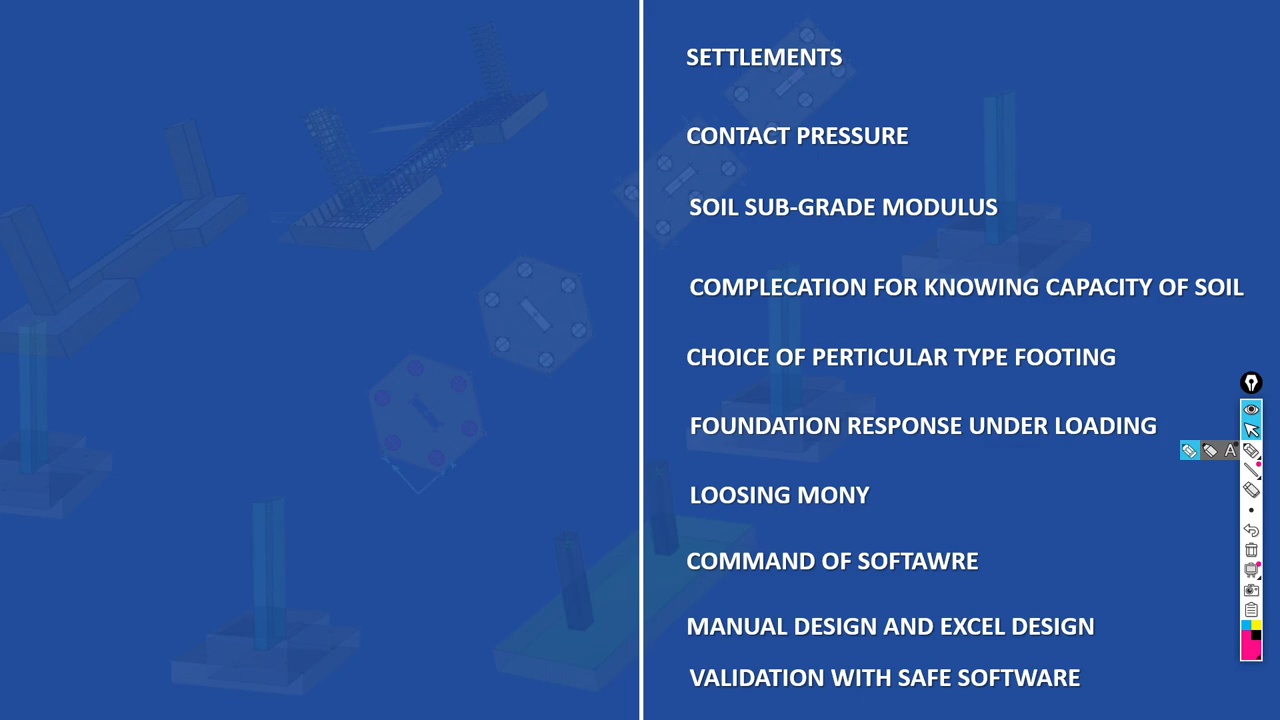 SETTLEMENTS
CONTACT PRESSURE
SOIL SUB-GRADE MODULUS
COMPLECATION FOR KNOWING CAPACITY OF SOIL
CHOICE OF PERTICULAR TYPE FOOTING
FOUNDATION RESPONSE UNDER LOADING
A
LOOSING MONY
COMMAND OF SOFTAWRE
MANUAL DESIGN AND EXCEL DESIGN
VALIDATION WITH SAFE SOFTWARE